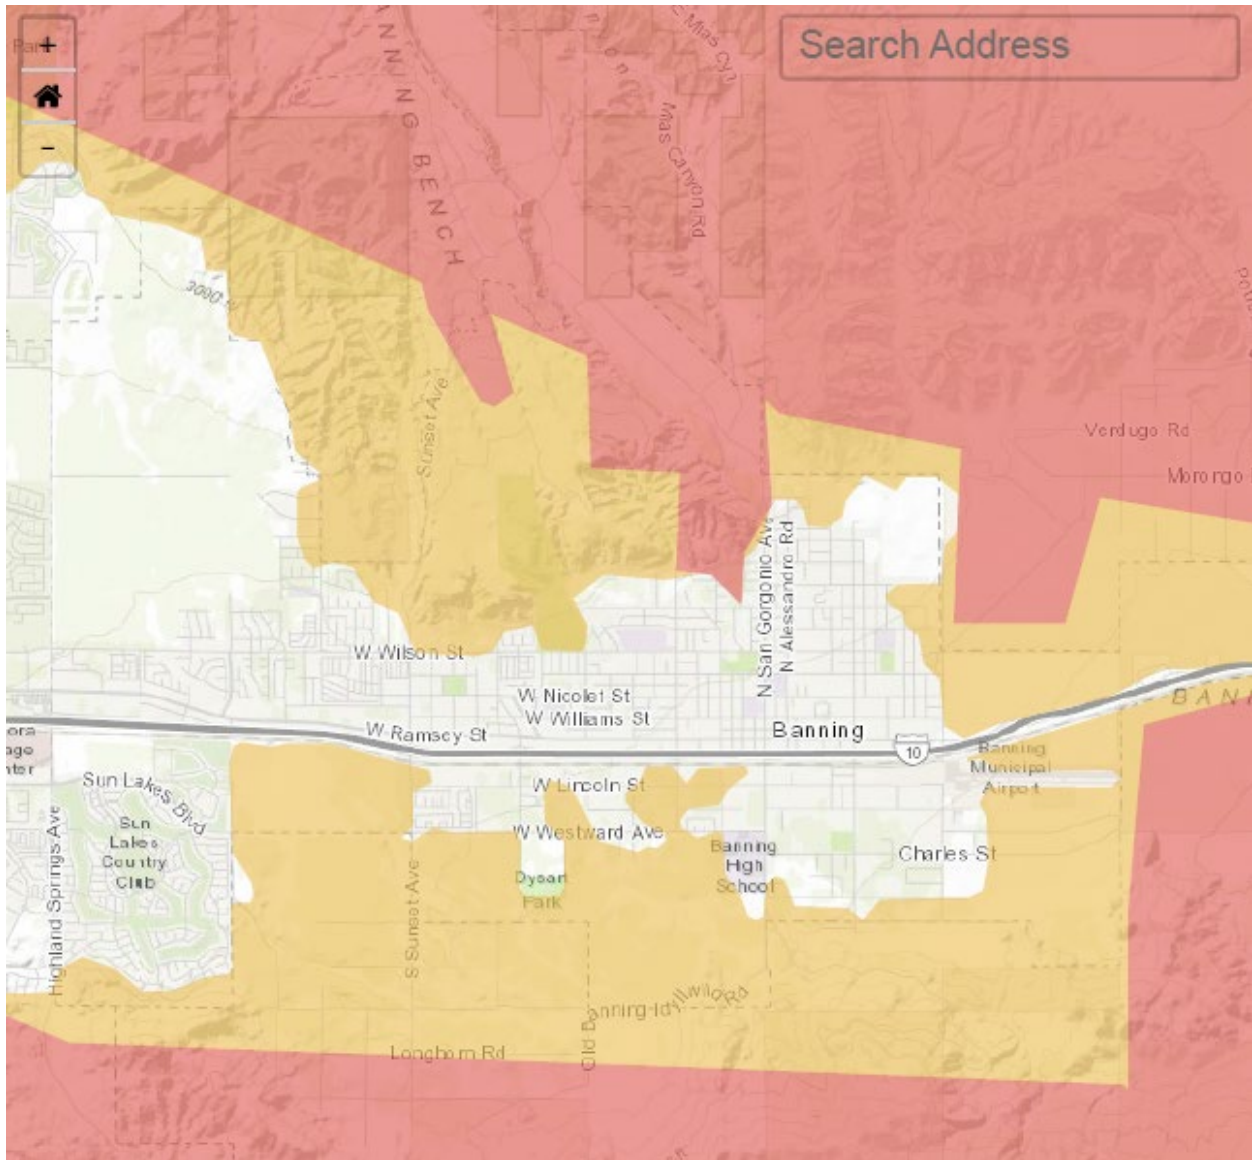 Search Address
+
−
BANNING BENCH
E Mias Cyn
Mias Canyon Rd
3000 ft
Sunset Ave
Verdugo Rd
Morongo
N San Gorgonio Ave
N Alessandro Rd
W Wilson St
W Nicolet St
W Williams St
W Ramsey St
Banning
10
BAN
Banning
Municipal
Airport
Sun Lakes Blvd
W Lincoln St
Sun
Lakes
Country
Club
W Westward Ave
Banning
High
School
Charles St
Dysart
Park
Highland Springs Ave
S Sunset Ave
Old Banning Idyllwild Rd
Longhorn Rd